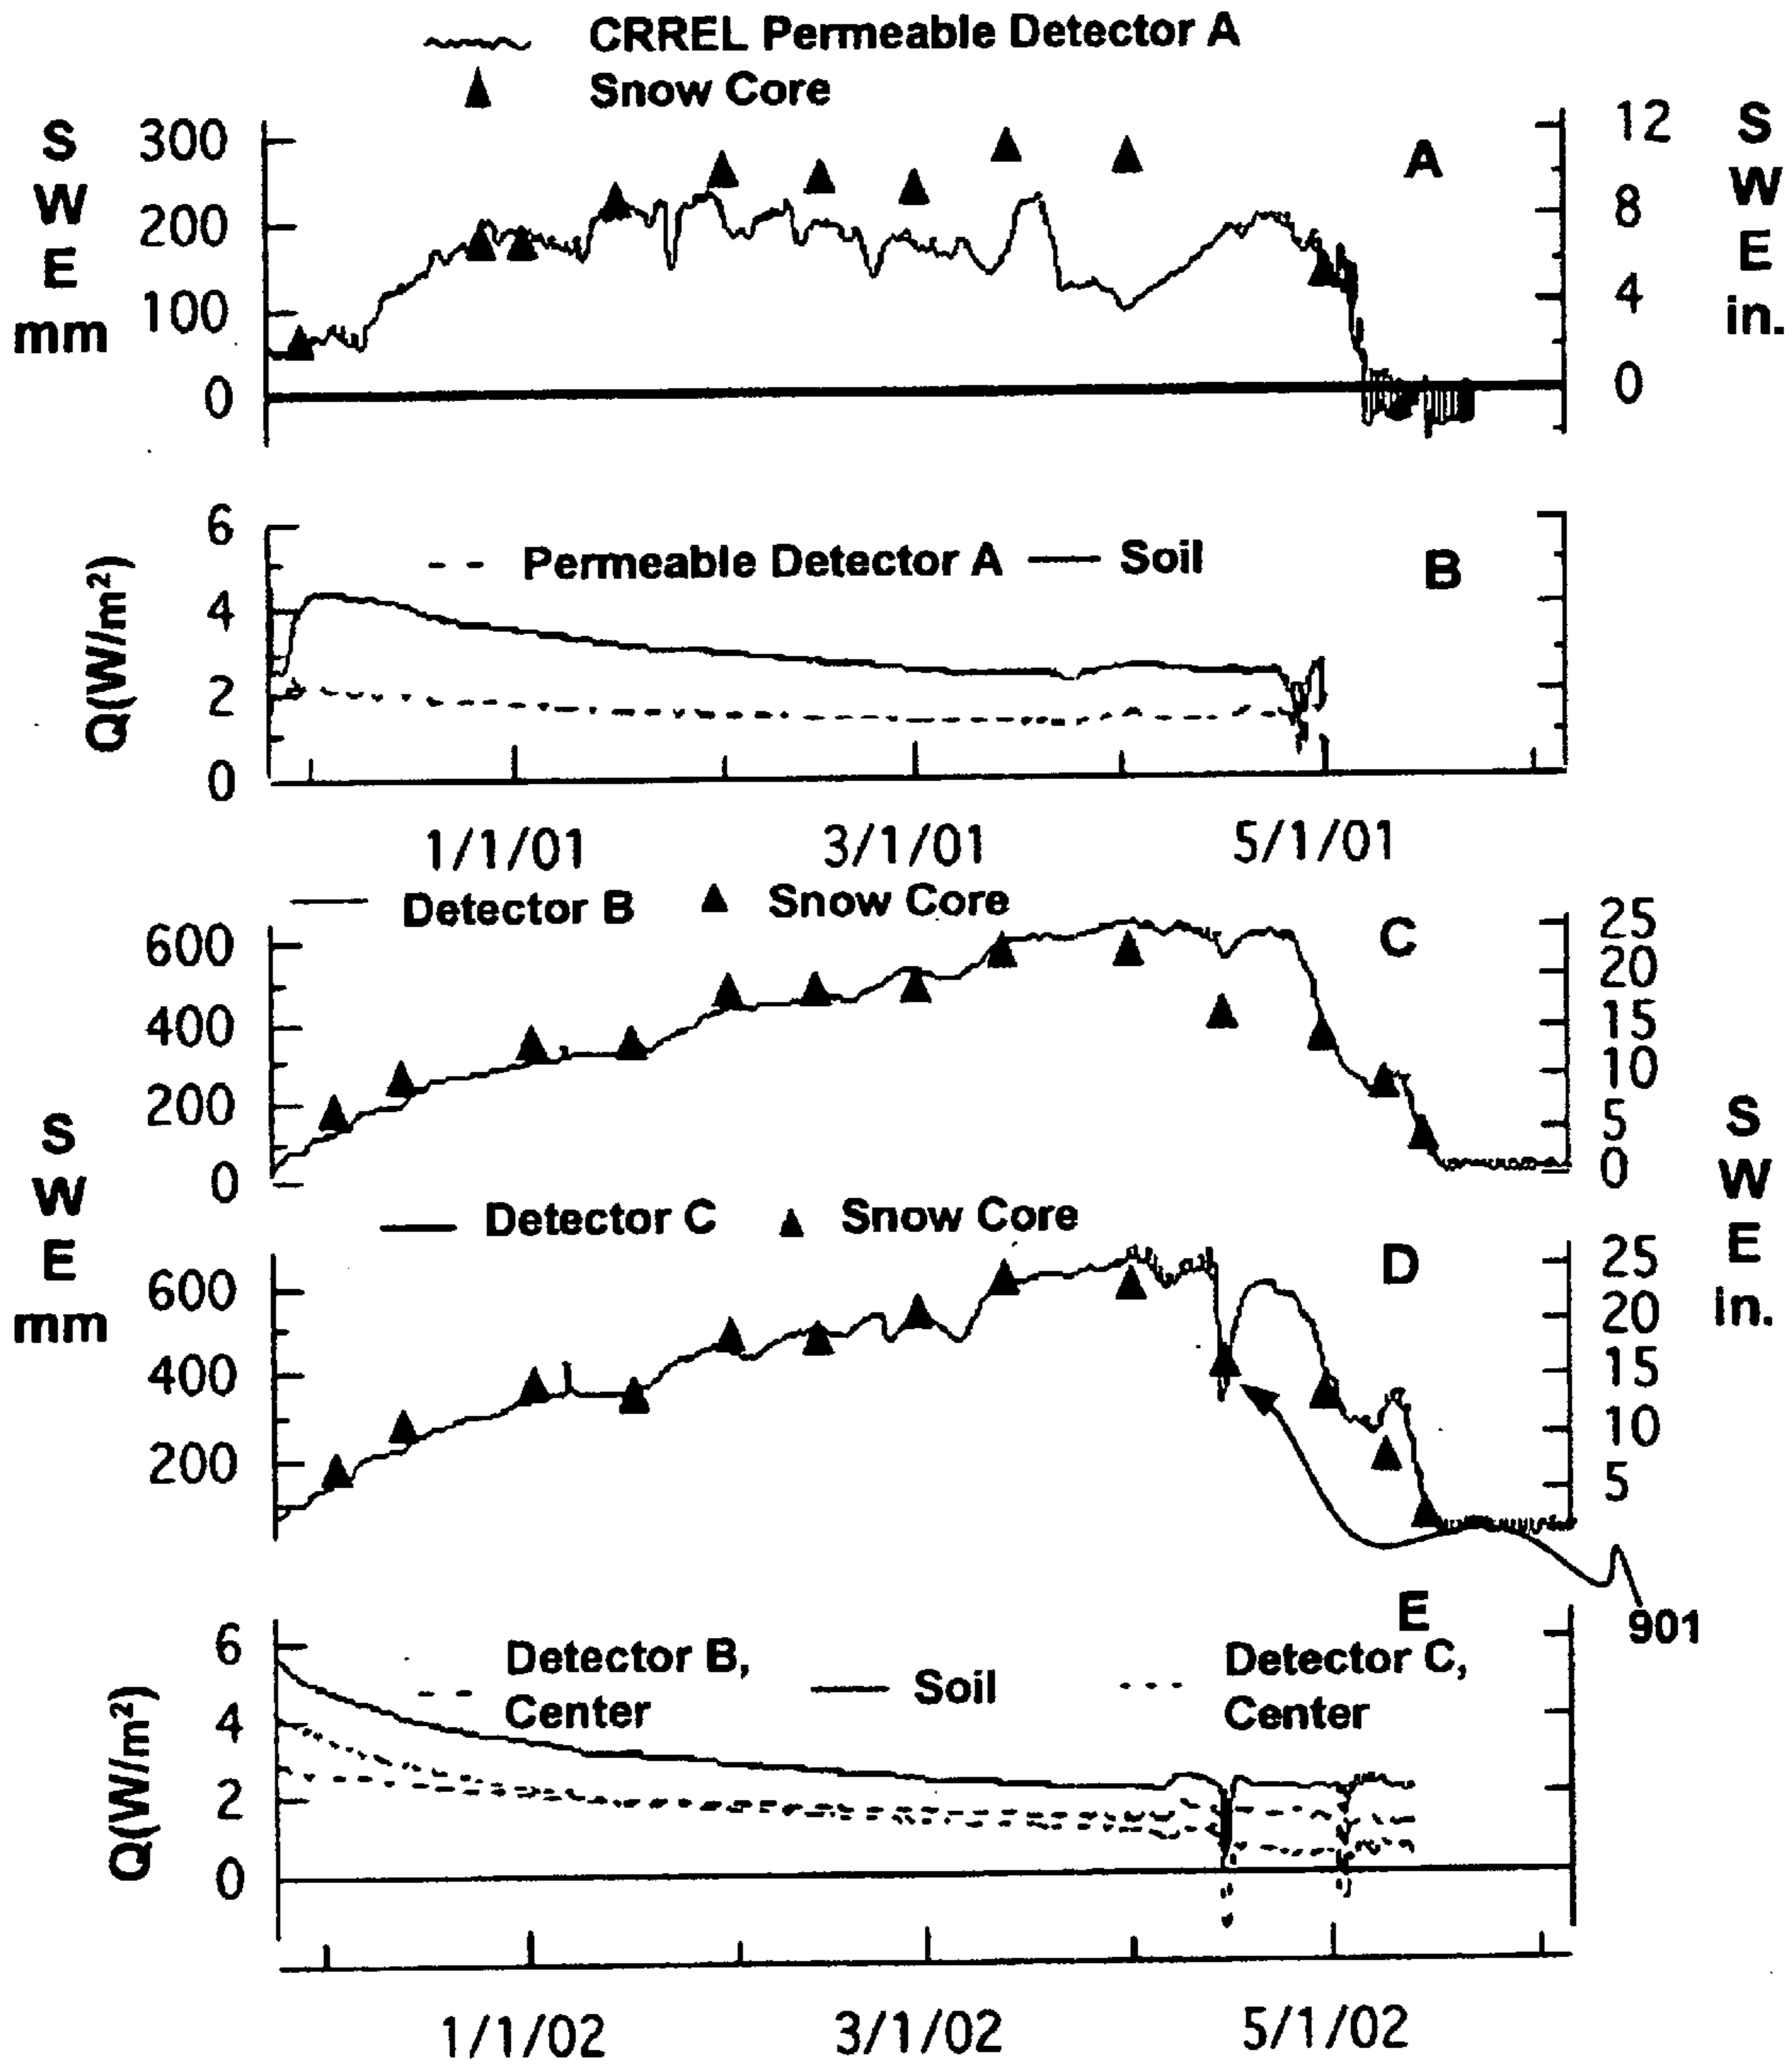 CRREL Permeable Detector A
Snow Core
S W E mm
300
200
100
0
A
12
8
4
0
S W E in.
6
4
2
0
Q(W/m²)
Permeable Detector A
Soil
B
1/1/01 3/1/01 5/1/01
Detector B
Snow Core
C
600
400
200
0
25
20
15
10
5
0
S W E mm
S W E in.
Detector C
Snow Core
D
600
400
200
25
20
15
10
5
901
E
6
4
2
0
Q(W/m²)
Detector B,
Center
Soil
Detector C,
Center
1/1/02 3/1/02 5/1/02